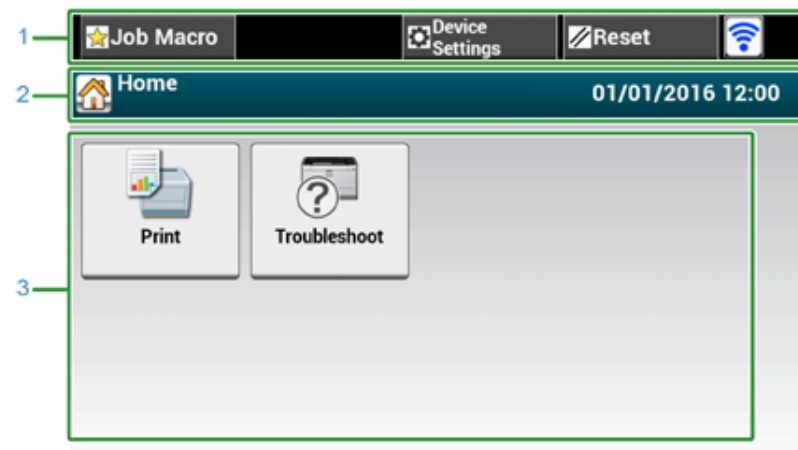 1
Job Macro
Device
Settings
Reset
2
Home
01/01/2016 12:00
Print
Troubleshoot
3